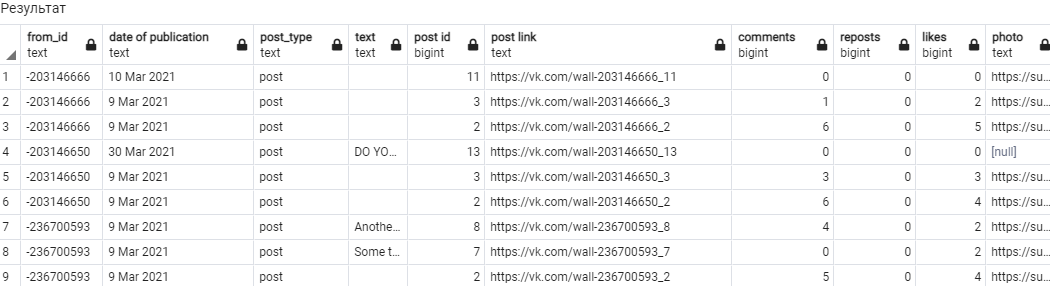 Результат
from_id date of publication post_type text post id post link comments reposts likes photo
text text text text bigint text bigint bigint bigint text
1 -203146666 10 Mar 2021 post 11 https://vk.com/wall-203146666_11 0 0 0 https://su...
2 -203146666 9 Mar 2021 post 3 https://vk.com/wall-203146666_3 1 0 2 https://su...
3 -203146666 9 Mar 2021 post 2 https://vk.com/wall-203146666_2 6 0 5 https://su...
4 -203146650 30 Mar 2021 post DO YO... 13 https://vk.com/wall-203146650_13 0 0 0 [null]
5 -203146650 9 Mar 2021 post 3 https://vk.com/wall-203146650_3 3 0 3 https://su...
6 -203146650 9 Mar 2021 post 2 https://vk.com/wall-203146650_2 6 0 4 https://su...
7 -236700593 9 Mar 2021 post Anothe... 8 https://vk.com/wall-236700593_8 4 0 2 https://su...
8 -236700593 9 Mar 2021 post Some t... 7 https://vk.com/wall-236700593_7 0 0 2 https://su...
9 -236700593 9 Mar 2021 post 2 https://vk.com/wall-236700593_2 5 0 4 https://su...